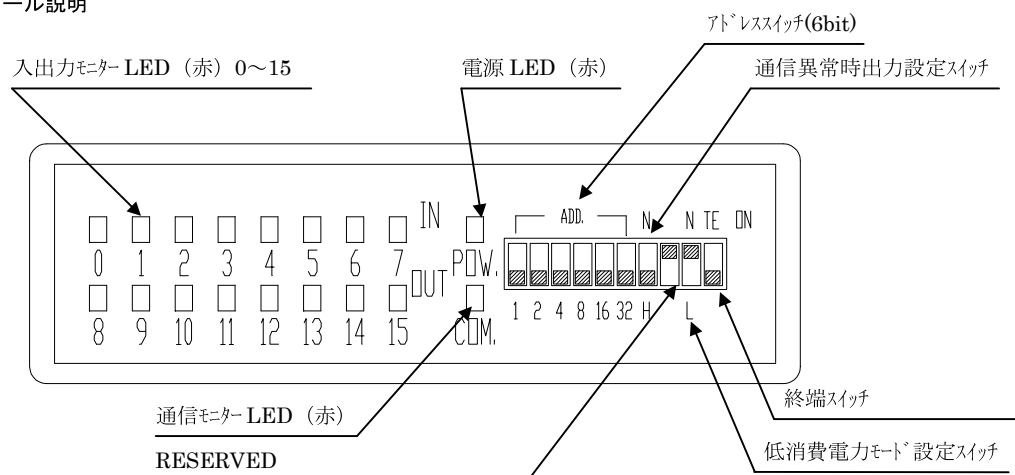 ール説明
アドレススイッチ(6bit)
入出力モニターLED（赤）0～15
電源 LED（赤）
通信異常時出力設定スイッチ
IN ADD. N N TE ON
0 1 2 3 4 5 6 7 POW.
OUT
1 2 4 8 16 32 H L
8 9 10 11 12 13 14 15 COM.
終端スイッチ
通信モニターLED（赤）
低消費電力モード設定スイッチ
RESERVED